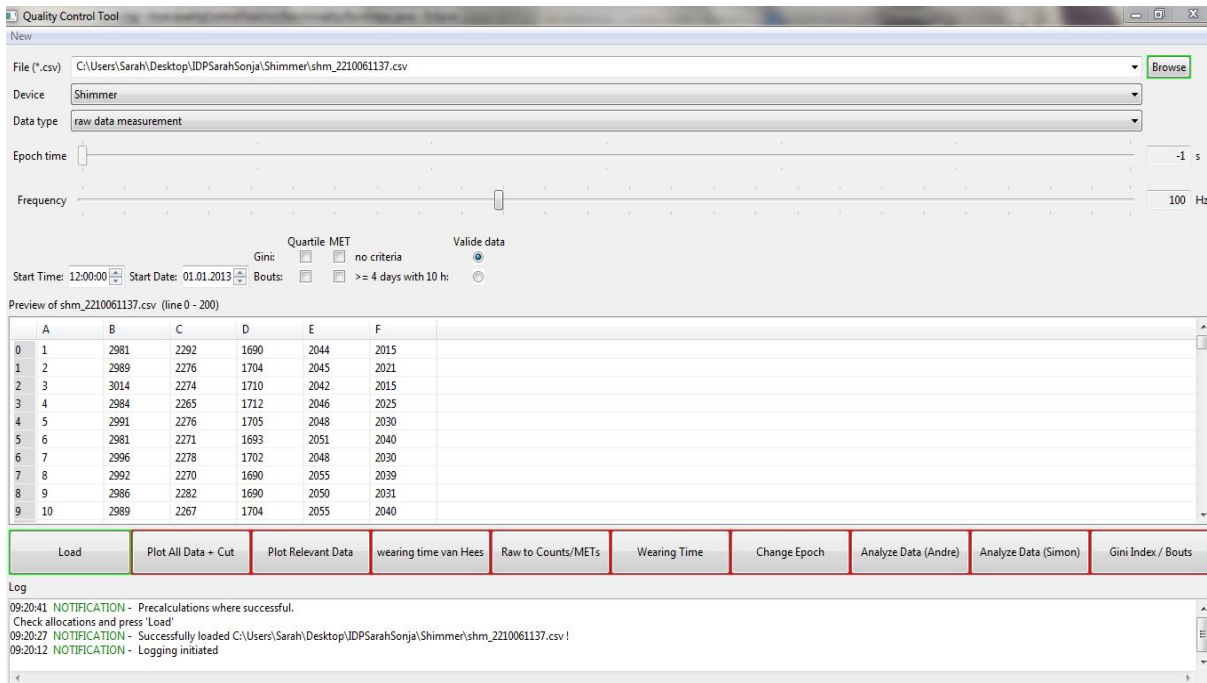 Quality Control Tool
New
File (*.csv) C:\Users\Sarah\Desktop\IDPSarahSonja\Shimmer\shm_2210061137.csv Browse
Device Shimmer
Data type raw data measurement
Epoch time -1 s
Frequency 100 Hz
Quartile MET Valide data
Gini: no criteria
Start Time: 12:00:00 Start Date: 01.01.2013 Bouts: >= 4 days with 10 h:
Preview of shm_2210061137.csv (line 0 - 200)
A B C D E F
0 1 2981 2292 1690 2044 2015
1 2 2989 2276 1704 2045 2021
2 3 3014 2274 1710 2042 2015
3 4 2984 2265 1712 2046 2025
4 5 2991 2276 1705 2048 2030
5 6 2981 2271 1693 2051 2040
6 7 2996 2278 1702 2048 2030
7 8 2992 2270 1690 2055 2039
8 9 2986 2282 1690 2050 2031
9 10 2989 2267 1704 2055 2040
Load Plot All Data + Cut Plot Relevant Data wearing time van Hees Raw to Counts/METs Wearing Time Change Epoch Analyze Data (Andre) Analyze Data (Simon) Gini Index / Bouts
Log
09:20:41 NOTIFICATION - Precalculations where successful.
Check allocations and press 'Load'
09:20:27 NOTIFICATION - Successfully loaded C:\Users\Sarah\Desktop\IDPSarahSonja\Shimmer\shm_2210061137.csv !
09:20:12 NOTIFICATION - Logging initiated